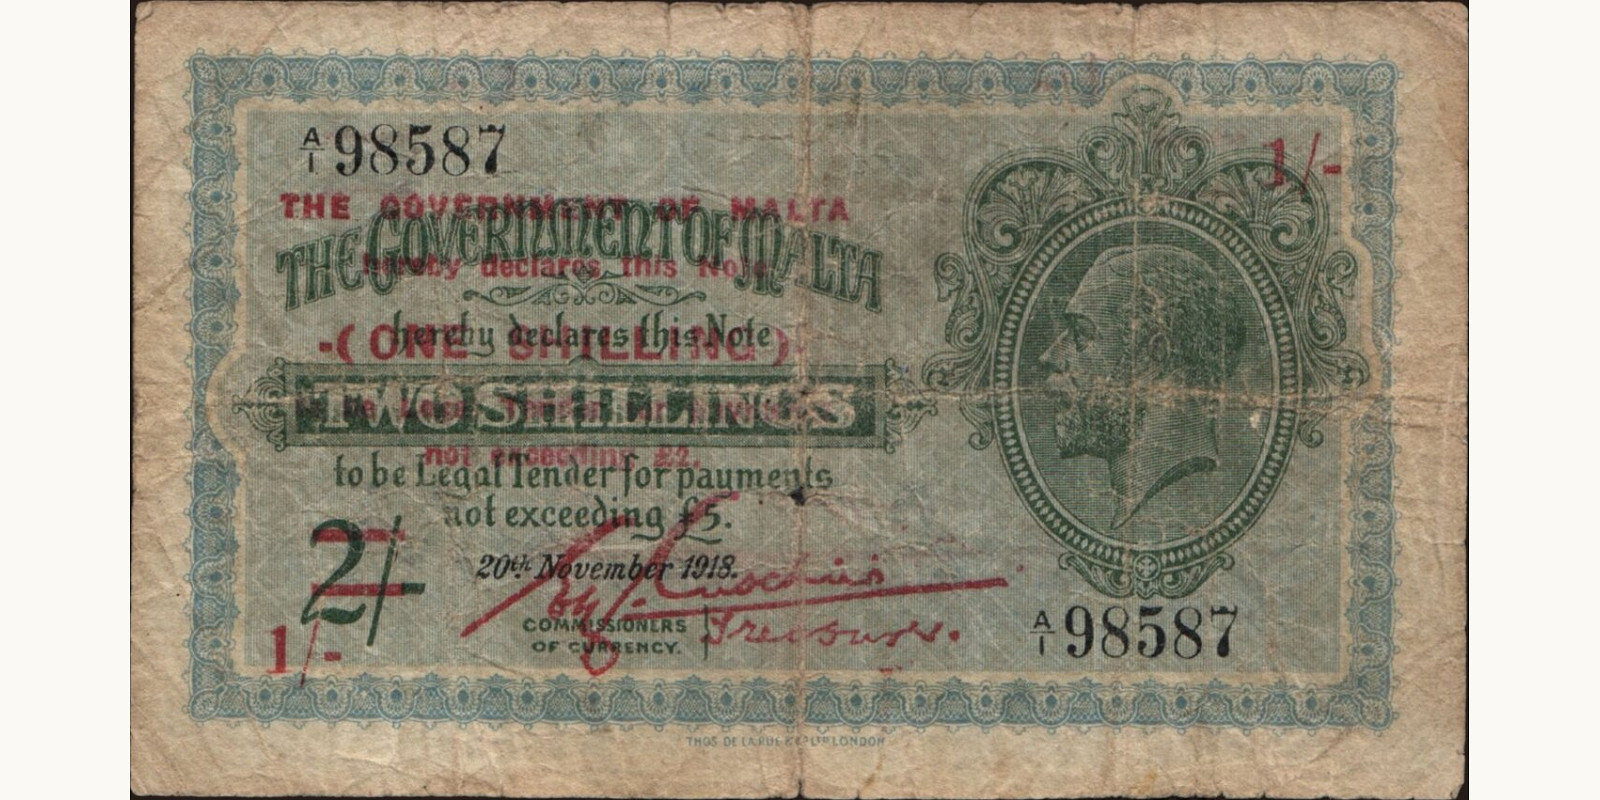 A/1 98587
1/-
THE GOVERNMENT OF MALTA
THE GOVERNMENT OF MALTA
hereby declares this Note
hereby declares this Note
-(ONE SHILLING)-
TWO SHILLINGS
not exceeding £2.
to be Legal Tender for payments
not exceeding £5.
2/-
20th November 1918.
COMMISSIONERS
OF CURRENCY.
Treasurer.
1/-
A/1 98587
THOS. DE LA RUE & Co. LTD. LONDON